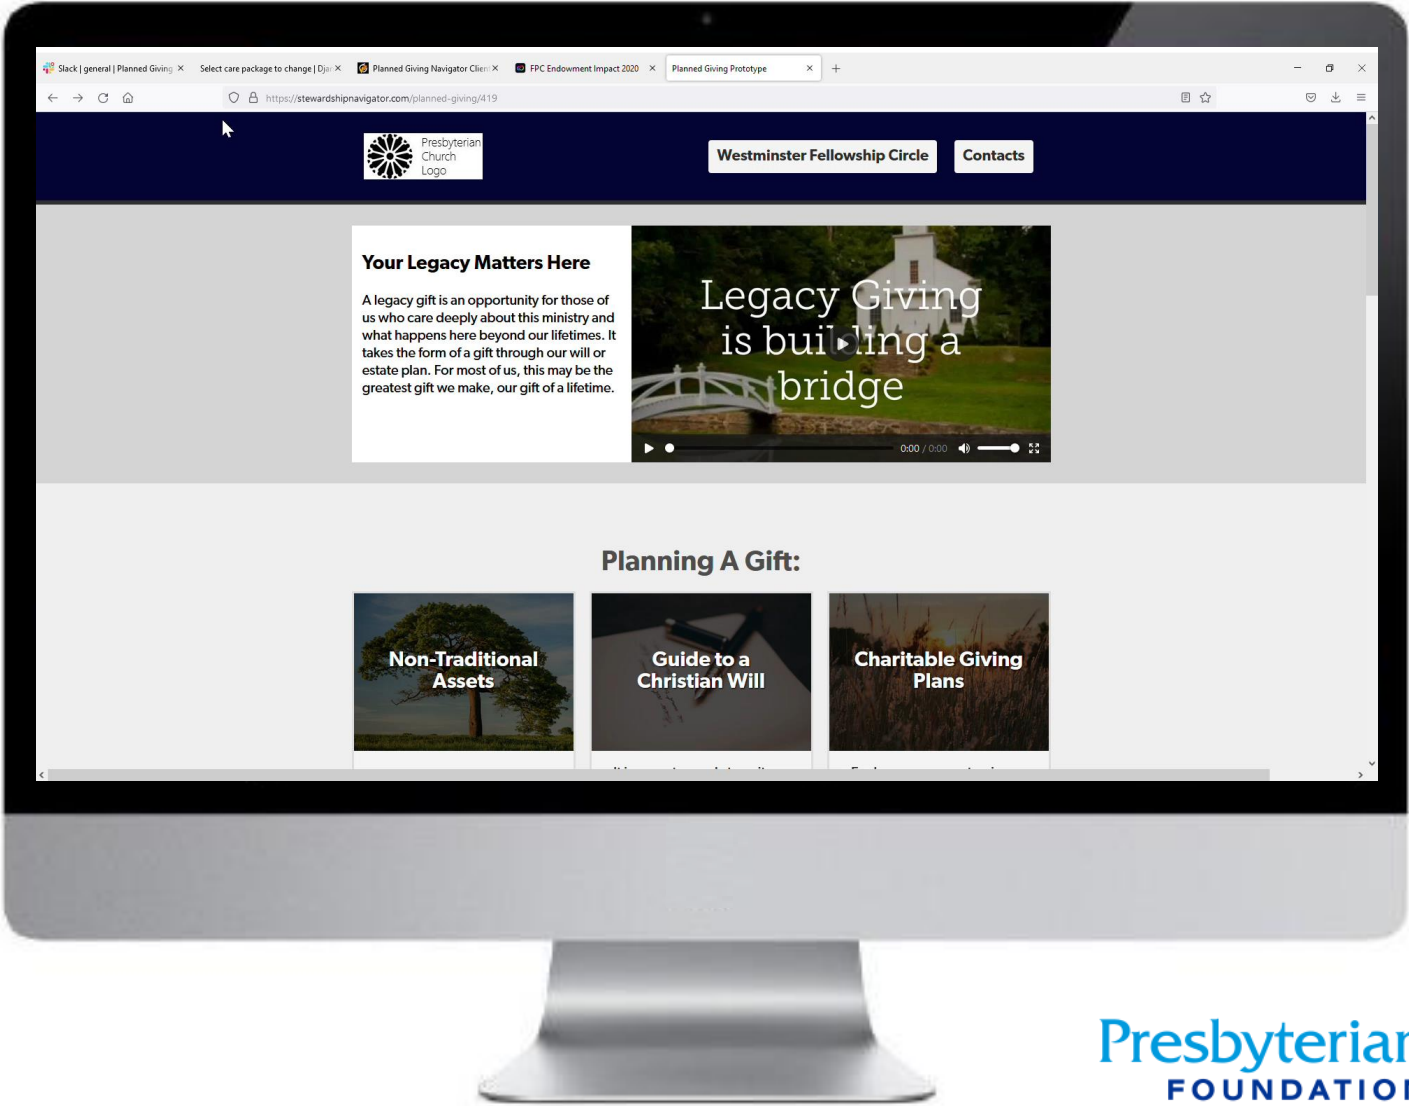 Slack | general | Planned Giving
Select care package to change | Dja
Planned Giving Navigator Clien
FPC Endowment Impact 2020
Planned Giving Prototype
https://stewardshipnavigator.com/planned-giving/419
Presbyterian
Church
Logo
Westminster Fellowship Circle
Contacts
Your Legacy Matters Here
A legacy gift is an opportunity for those of
us who care deeply about this ministry and
what happens here beyond our lifetimes. It
takes the form of a gift through our will or
estate plan. For most of us, this may be the
greatest gift we make, our gift of a lifetime.
Legacy Giving
is building a
bridge
0:00 / 0:00
Planning A Gift:
Non-Traditional
Assets
Guide to a
Christian Will
Charitable Giving
Plans
Presbyterian
FOUNDATION